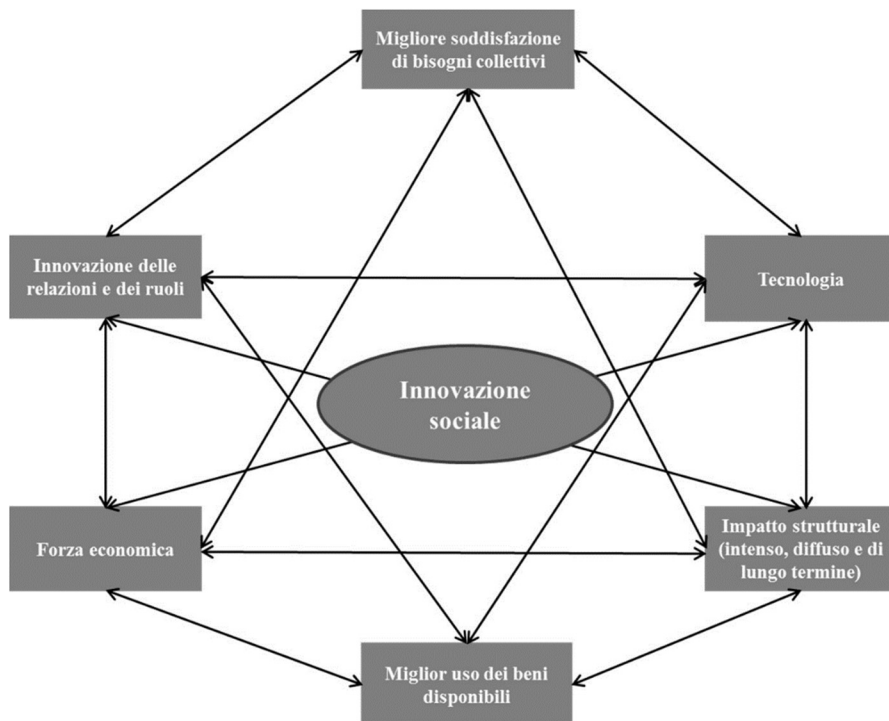 Migliore soddisfazione
di bisogni collettivi
Innovazione delle
relazioni e dei ruoli
Tecnologia
Innovazione
sociale
Forza economica
Impatto strutturale
(intenso, diffuso e di
lungo termine)
Miglior uso dei beni
disponibili